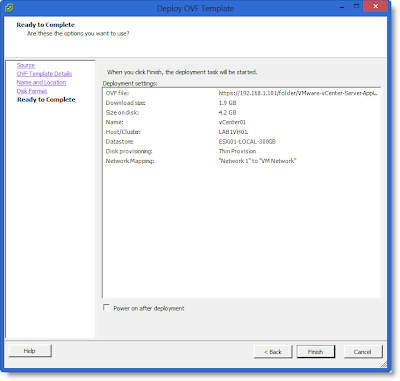 Deploy OVF Template
Ready to Complete
Are these the options you want to use?
Source
OVF Template Details
Name and Location
Disk Format
Ready to Complete
When you click Finish, the deployment task will be started.
Deployment settings:
OVF file: https://192.168.1.101/folder/VMware-vCenter-Server-Appl...
Download size: 1.9 GB
Size on disk: 4.2 GB
Name: vCenter01
Host/Cluster: LAB1VH01.
Datastore: ESXi01-LOCAL-300GB
Disk provisioning: Thin Provision
Network Mapping: "Network 1" to "VM Network"
Power on after deployment
Help
< Back
Finish
Cancel